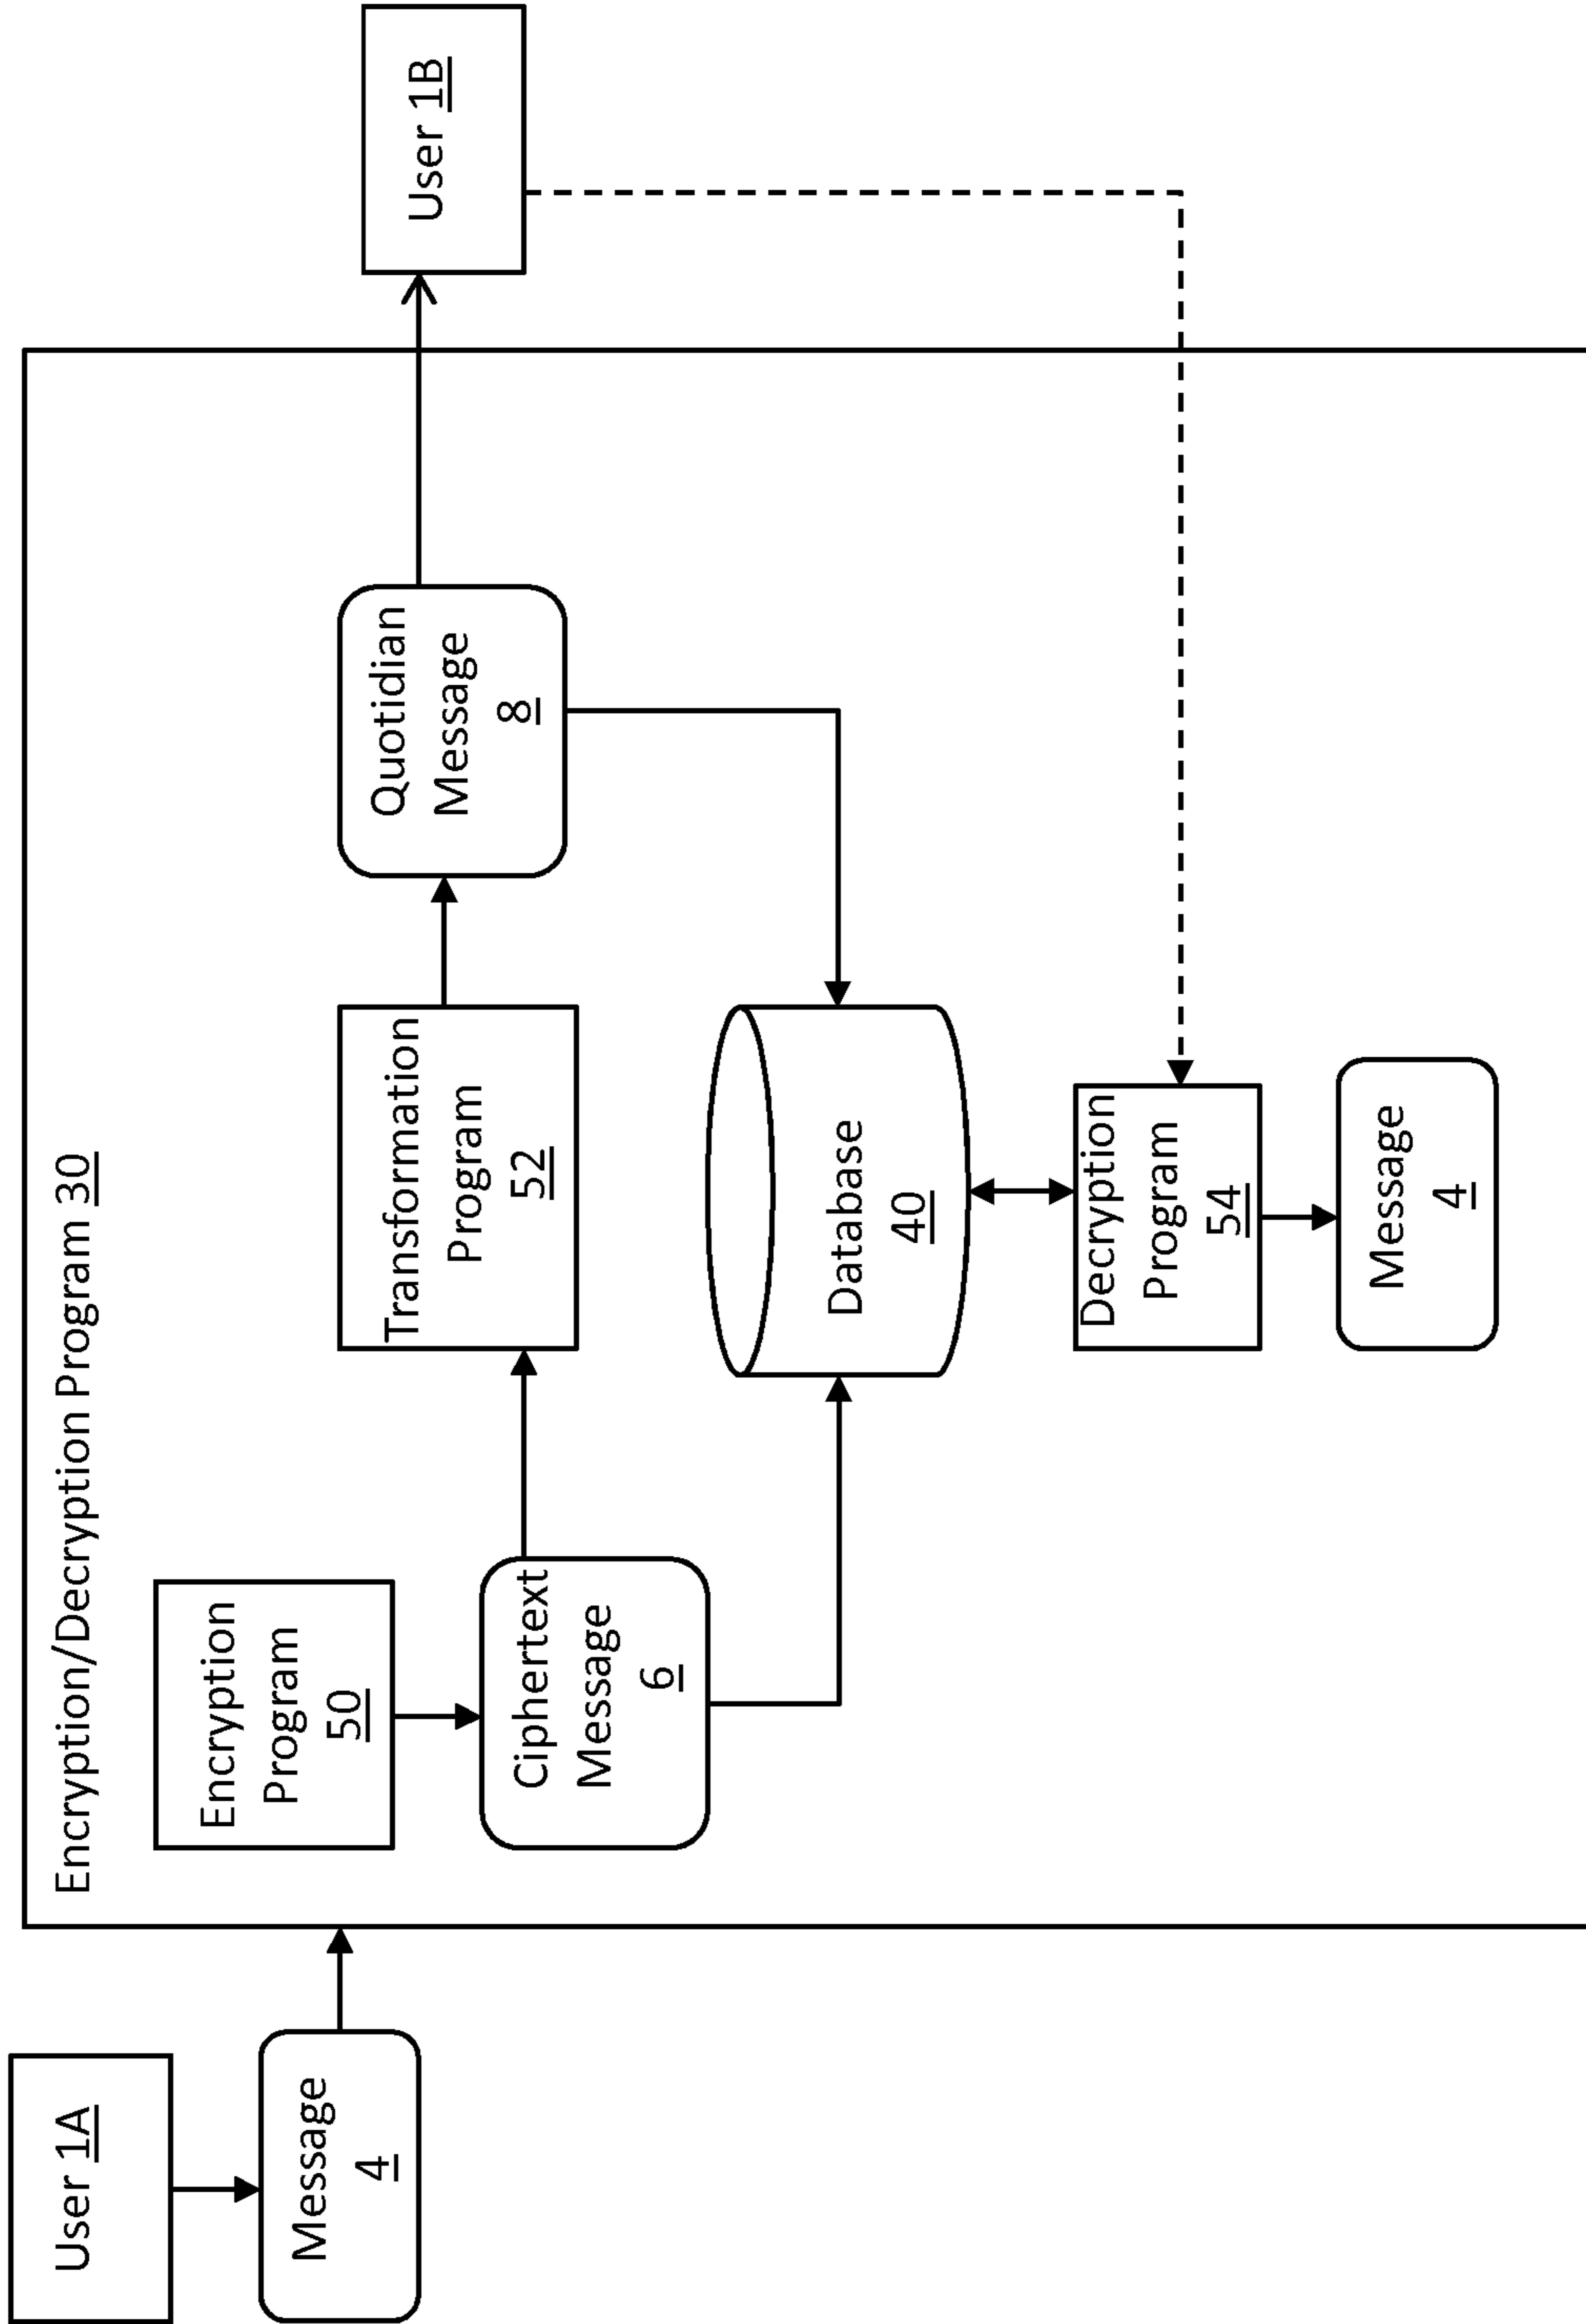 User 1A
Message
4
Encryption/Decryption Program 30
Encryption
Program
50
Ciphertext
Message
6
Transformation
Program
52
Quotidian
Message
8
User 1B
Database
40
Decryption
Program
54
Message
4